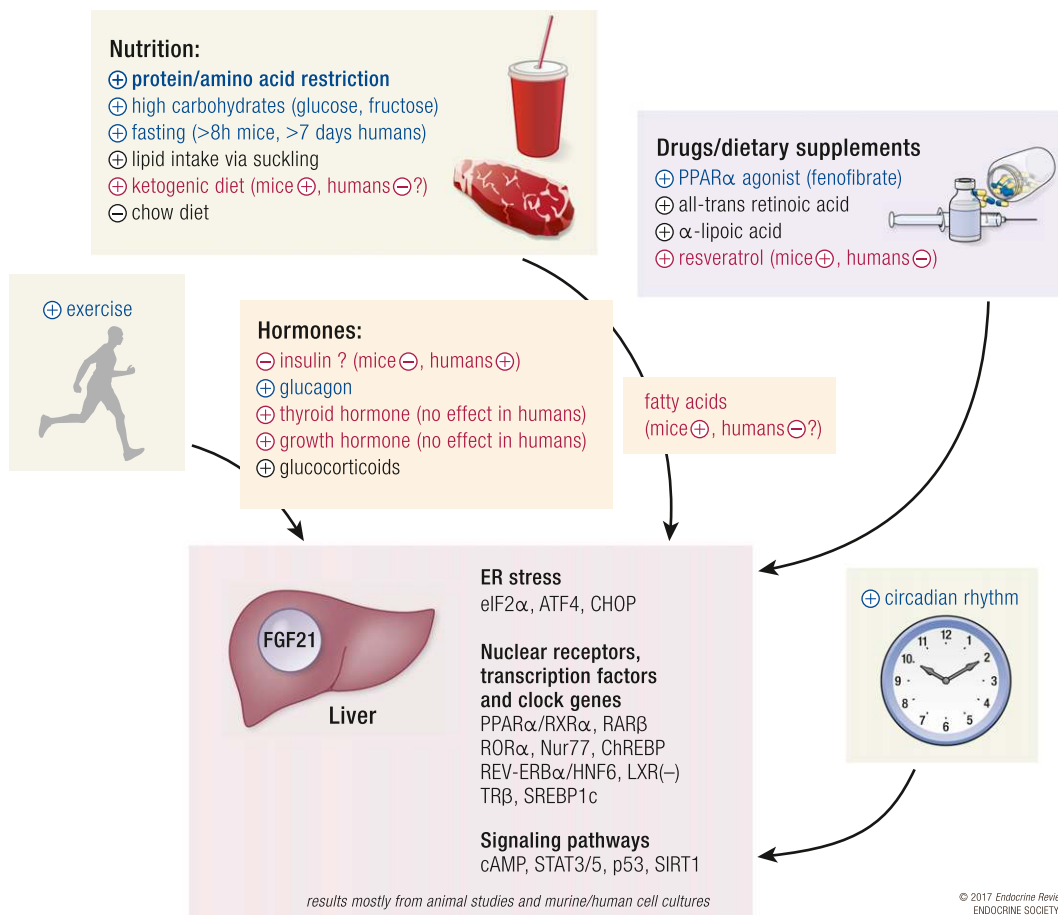 Nutrition:
⊕ protein/amino acid restriction
⊕ high carbohydrates (glucose, fructose)
⊕ fasting (>8h mice, >7 days humans)
⊕ lipid intake via suckling
⊕ ketogenic diet (mice ⊕, humans ⊖?)
⊖ chow diet
Drugs/dietary supplements
⊕ PPARα agonist (fenofibrate)
⊕ all-trans retinoic acid
⊕ α-lipoic acid
⊕ resveratrol (mice ⊕, humans ⊖)
⊕ exercise
Hormones:
⊖ insulin ? (mice ⊖, humans ⊕)
⊕ glucagon
⊕ thyroid hormone (no effect in humans)
⊕ growth hormone (no effect in humans)
⊕ glucocorticoids
fatty acids
(mice ⊕, humans ⊖?)
FGF21
Liver
ER stress
eIF2α, ATF4, CHOP
Nuclear receptors,
transcription factors
and clock genes
PPARα/RXRα, RARβ
RORα, Nur77, ChREBP
REV-ERBα/HNF6, LXR(–)
TRβ, SREBP1c
Signaling pathways
cAMP, STAT3/5, p53, SIRT1
results mostly from animal studies and murine/human cell cultures
⊕ circadian rhythm
12
1
2
3
4
5
6
7
8
9
10
11
© 2017 Endocrine Revie
ENDOCRINE SOCIETY